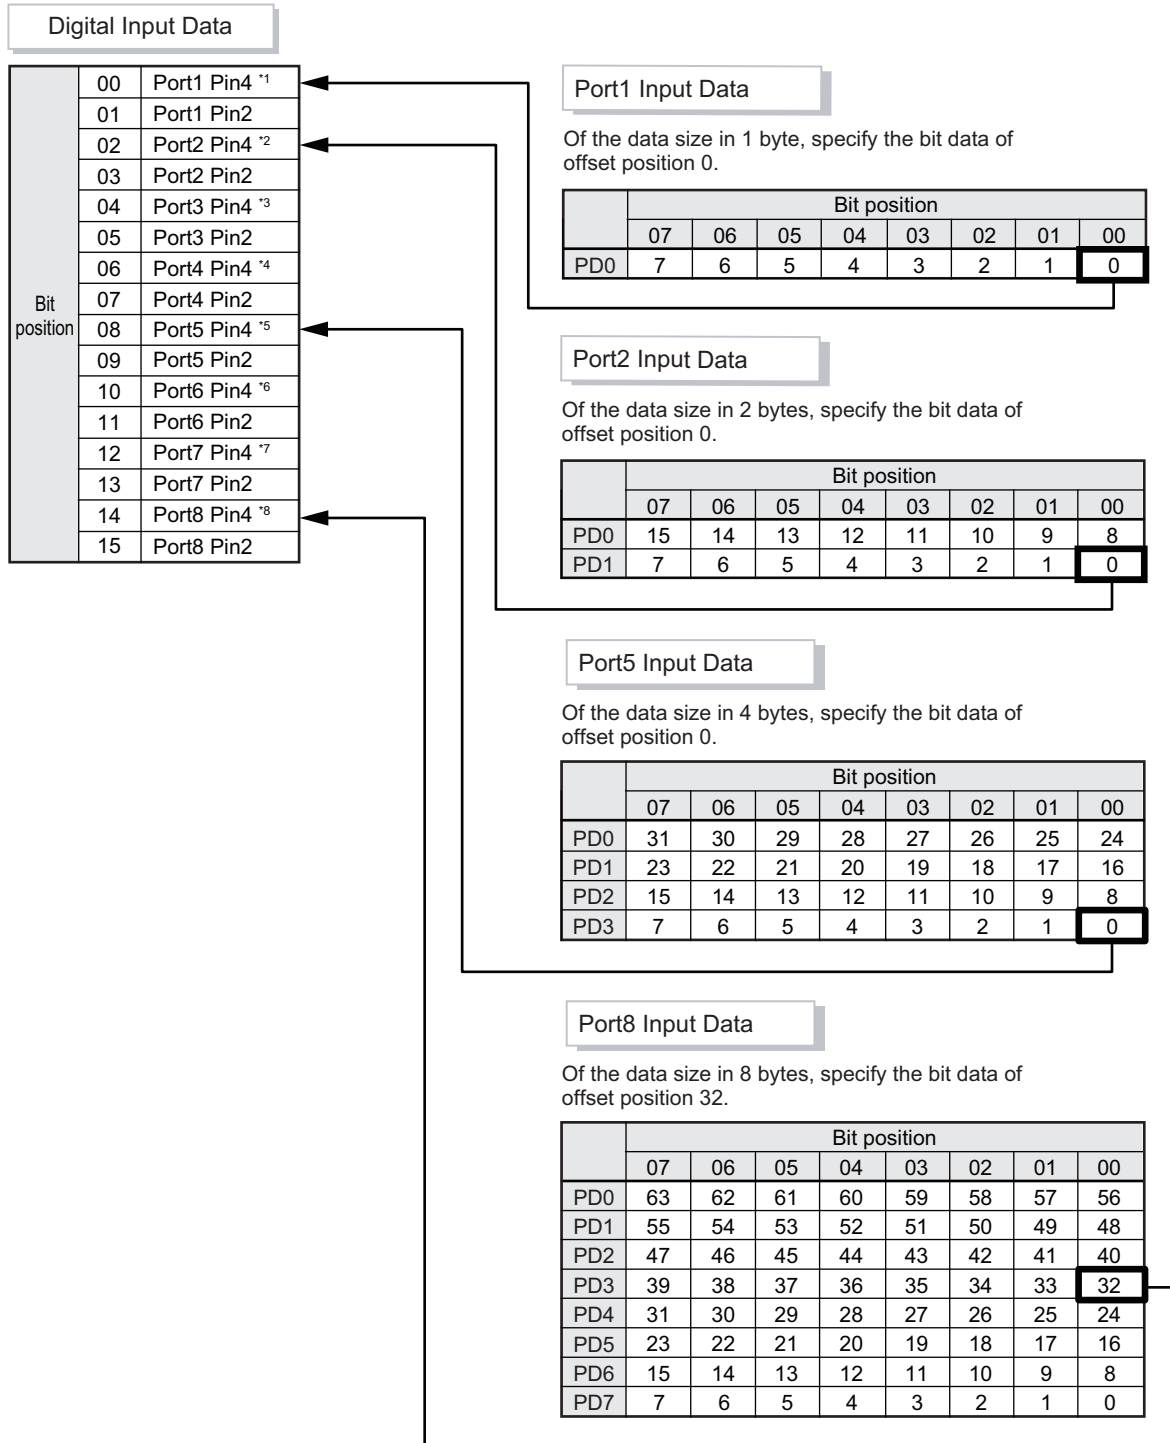 Digital Input Data
Bit position
00 Port1 Pin4 *1
01 Port1 Pin2
02 Port2 Pin4 *2
03 Port2 Pin2
04 Port3 Pin4 *3
05 Port3 Pin2
06 Port4 Pin4 *4
07 Port4 Pin2
08 Port5 Pin4 *5
09 Port5 Pin2
10 Port6 Pin4 *6
11 Port6 Pin2
12 Port7 Pin4 *7
13 Port7 Pin2
14 Port8 Pin4 *8
15 Port8 Pin2
Port1 Input Data
Of the data size in 1 byte, specify the bit data of
offset position 0.
Bit position
07 06 05 04 03 02 01 00
PD0 7 6 5 4 3 2 1 0
Port2 Input Data
Of the data size in 2 bytes, specify the bit data of
offset position 0.
Bit position
07 06 05 04 03 02 01 00
PD0 15 14 13 12 11 10 9 8
PD1 7 6 5 4 3 2 1 0
Port5 Input Data
Of the data size in 4 bytes, specify the bit data of
offset position 0.
Bit position
07 06 05 04 03 02 01 00
PD0 31 30 29 28 27 26 25 24
PD1 23 22 21 20 19 18 17 16
PD2 15 14 13 12 11 10 9 8
PD3 7 6 5 4 3 2 1 0
Port8 Input Data
Of the data size in 8 bytes, specify the bit data of
offset position 32.
Bit position
07 06 05 04 03 02 01 00
PD0 63 62 61 60 59 58 57 56
PD1 55 54 53 52 51 50 49 48
PD2 47 46 45 44 43 42 41 40
PD3 39 38 37 36 35 34 33 32
PD4 31 30 29 28 27 26 25 24
PD5 23 22 21 20 19 18 17 16
PD6 15 14 13 12 11 10 9 8
PD7 7 6 5 4 3 2 1 0